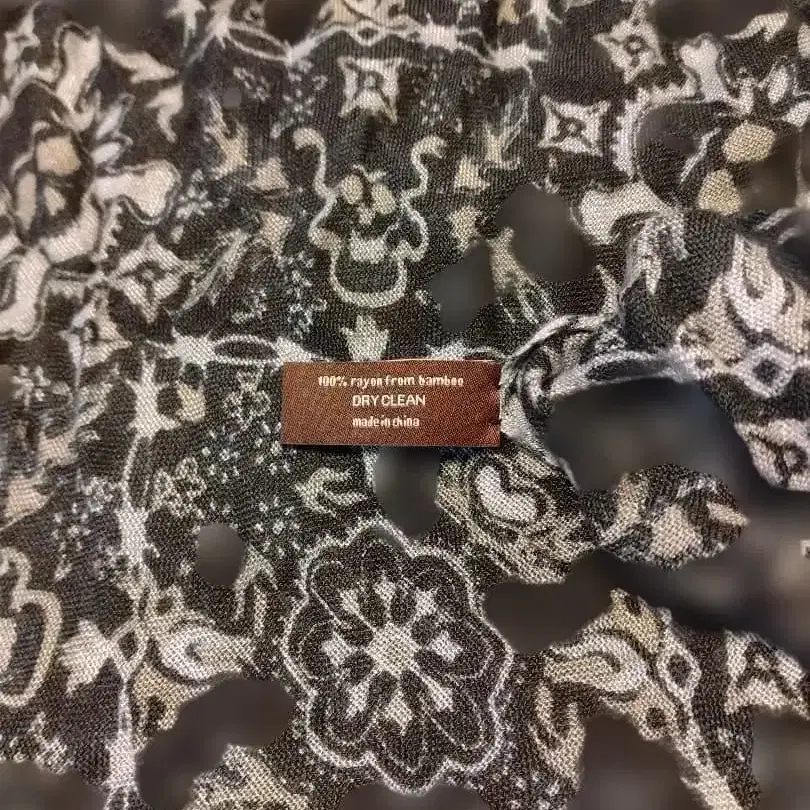 100% rayon from bamboo
DRY CLEAN
made in china